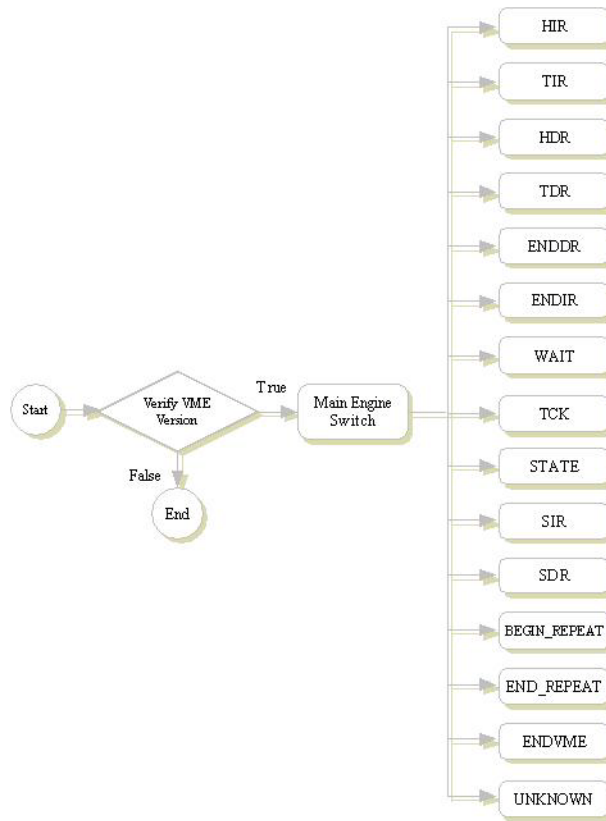 HIR
TIR
HDR
TDR
ENDDR
ENDIR
WAIT
TCK
STATE
SIR
SDR
BEGIN_REPEAT
END_REPEAT
ENDVME
UNKNOWN
Start
Verify VME
Version
True
False
End
Main Engine
Switch